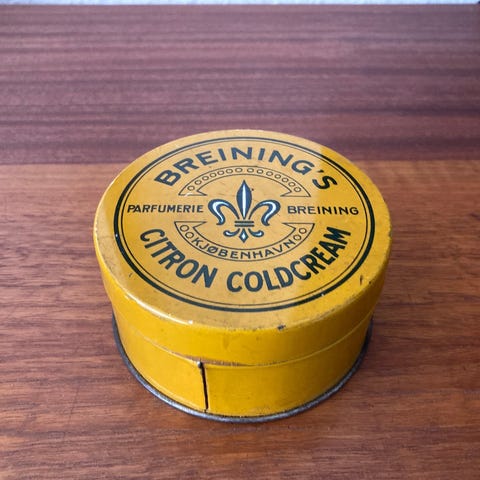 BREINING'S
PARFUMERIE BREINING
KJØBENHAVN
CITRON COLDCREAM